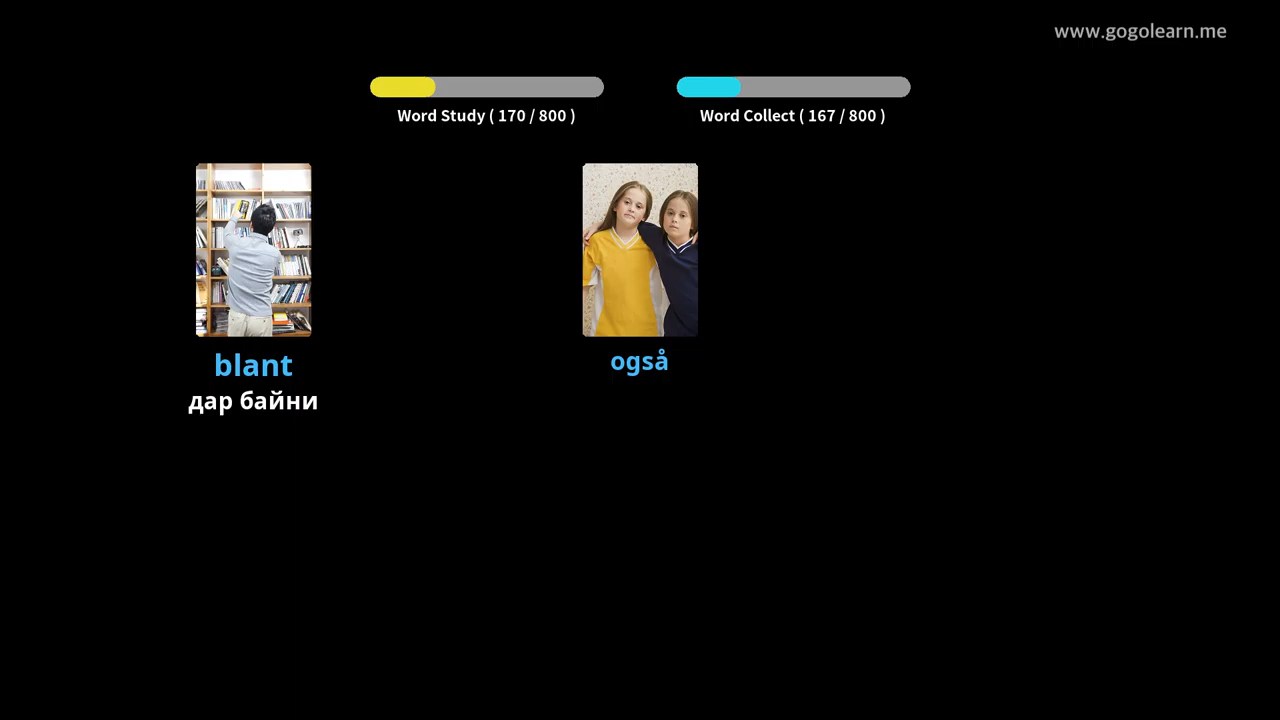 www.gogolearn.me
Word Study ( 170 / 800 )
Word Collect ( 167 / 800 )
blant
дар байни
også